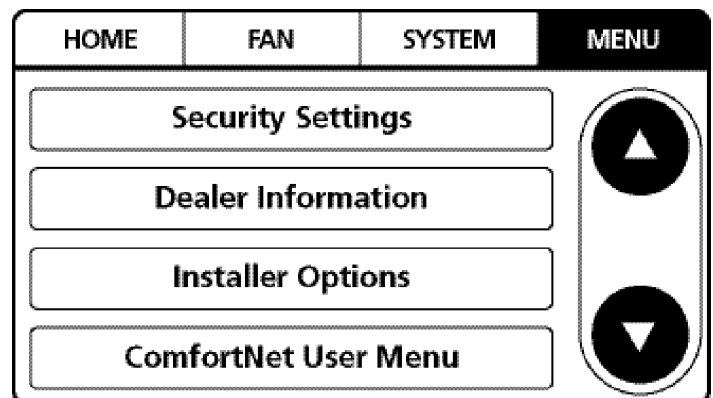 HOME FAN SYSTEM MENU
Security Settings
Dealer Information
Installer Options
ComfortNet User Menu